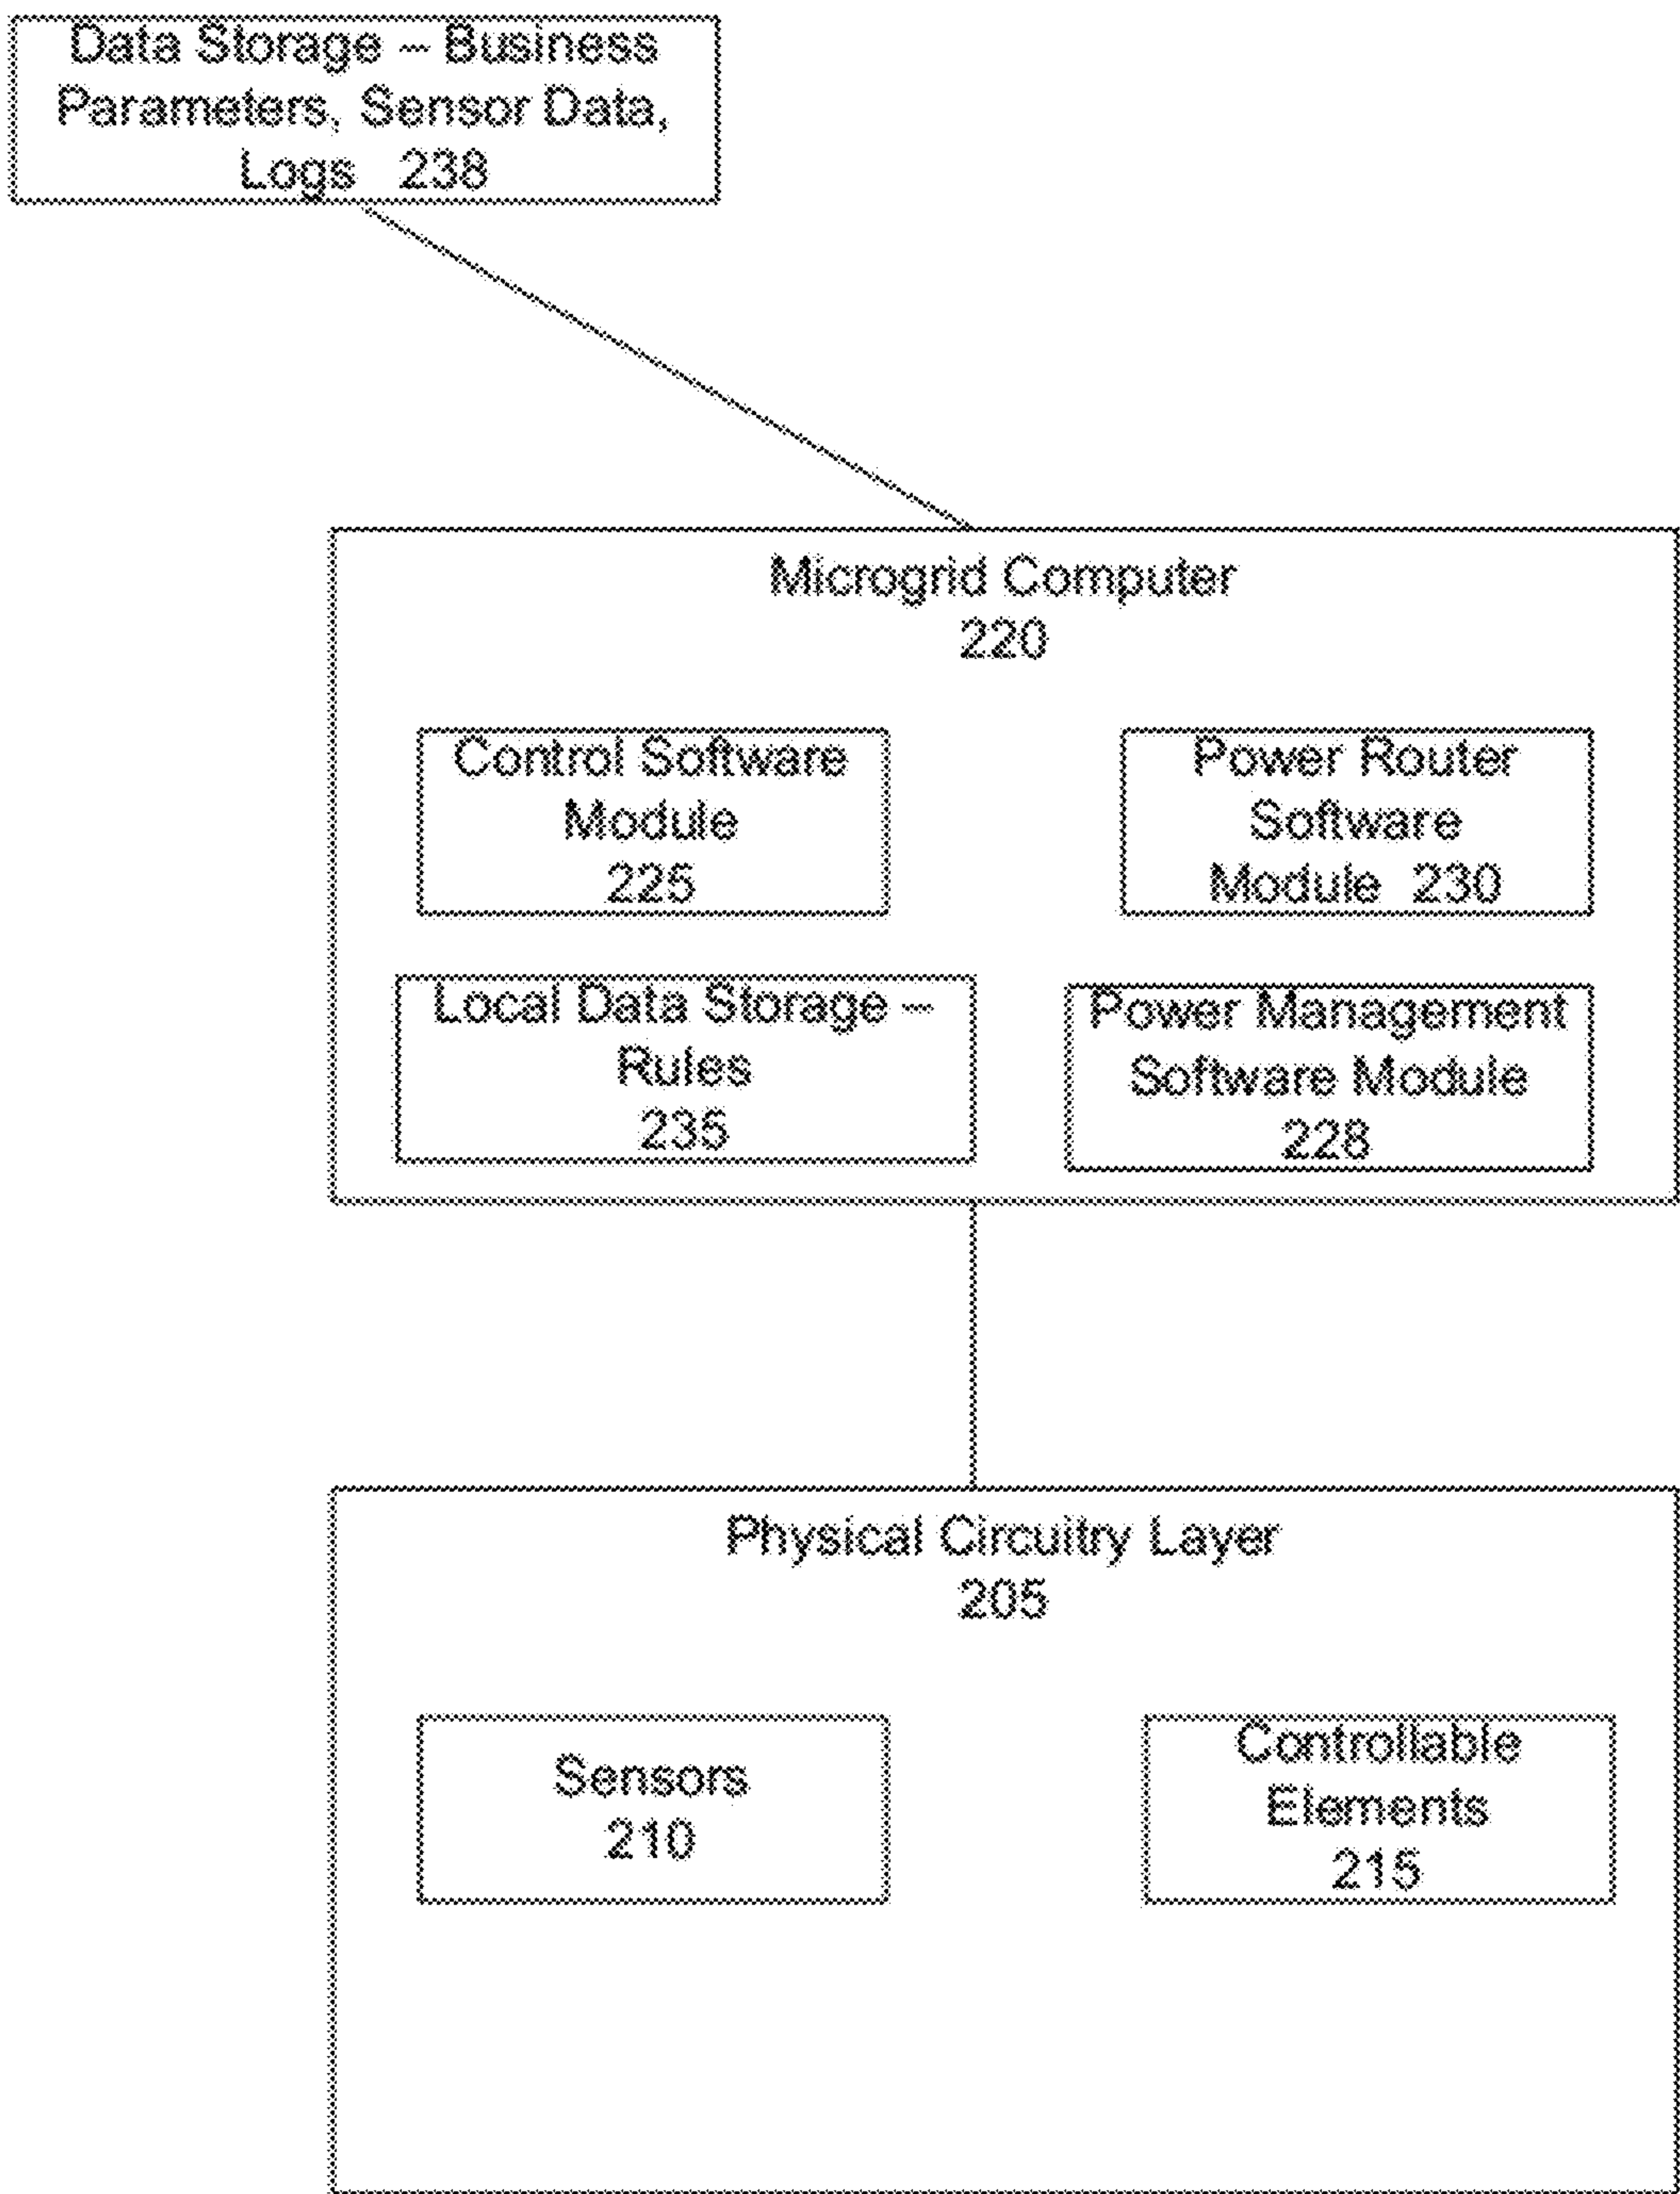 Data Storage – Business
Parameters, Sensor Data,
Logs 238
Microgrid Computer
220
Control Software
Module
225
Power Router
Software
Module 230
Local Data Storage –
Rules
235
Power Management
Software Module
228
Physical Circuitry Layer
205
Sensors
210
Controllable
Elements
215